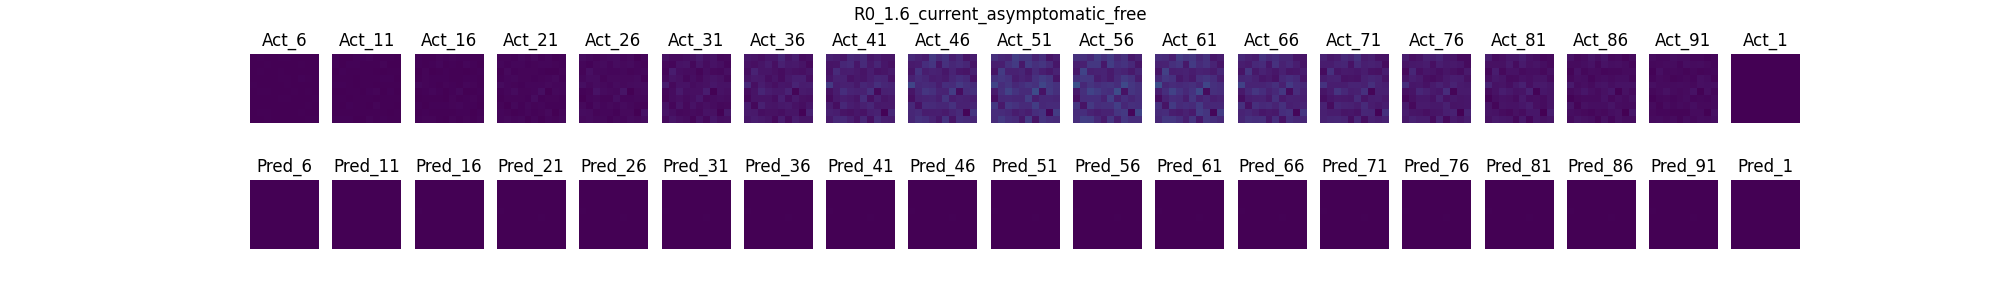 R0_1.6_current_asymptomatic_free
Act_6 Act_11 Act_16 Act_21 Act_26 Act_31 Act_36 Act_41 Act_46 Act_51 Act_56 Act_61 Act_66 Act_71 Act_76 Act_81 Act_86 Act_91 Act_1
Pred_6 Pred_11 Pred_16 Pred_21 Pred_26 Pred_31 Pred_36 Pred_41 Pred_46 Pred_51 Pred_56 Pred_61 Pred_66 Pred_71 Pred_76 Pred_81 Pred_86 Pred_91 Pred_1